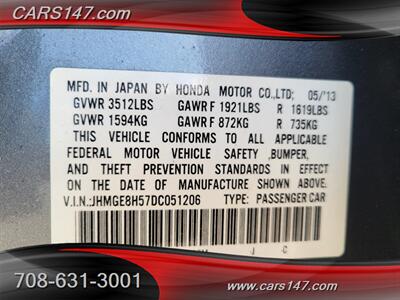 CARS147.com
MFD. IN JAPAN BY HONDA MOTOR CO.,LTD; 05/'13
GVWR 3512LBS GAWR F 1921LBS R 1619LBS
GVWR 1594KG GAWR F 872KG R 735KG
THIS VEHICLE CONFORMS TO ALL APPLICABLE
FEDERAL MOTOR VEHICLE SAFETY ,BUMPER,
AND THEFT PREVENTION STANDARDS IN EFFECT
ON THE DATE OF MANUFACTURE SHOWN ABOVE.
V.I.N.:JHMGE8H57DC051206 TYPE: PASSENGER CAR
J C
708-631-3001 Cars147.com